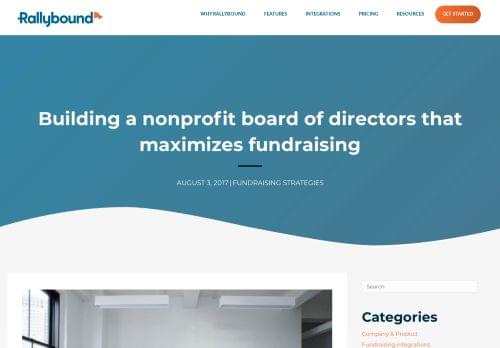 Rallybound
WHY RALLYBOUND
FEATURES
INTEGRATIONS
PRICING
RESOURCES
GET STARTED
Building a nonprofit board of directors that
maximizes fundraising
AUGUST 3, 2017 | FUNDRAISING STRATEGIES
Search
Categories
Company & Product
Fundraising integrations